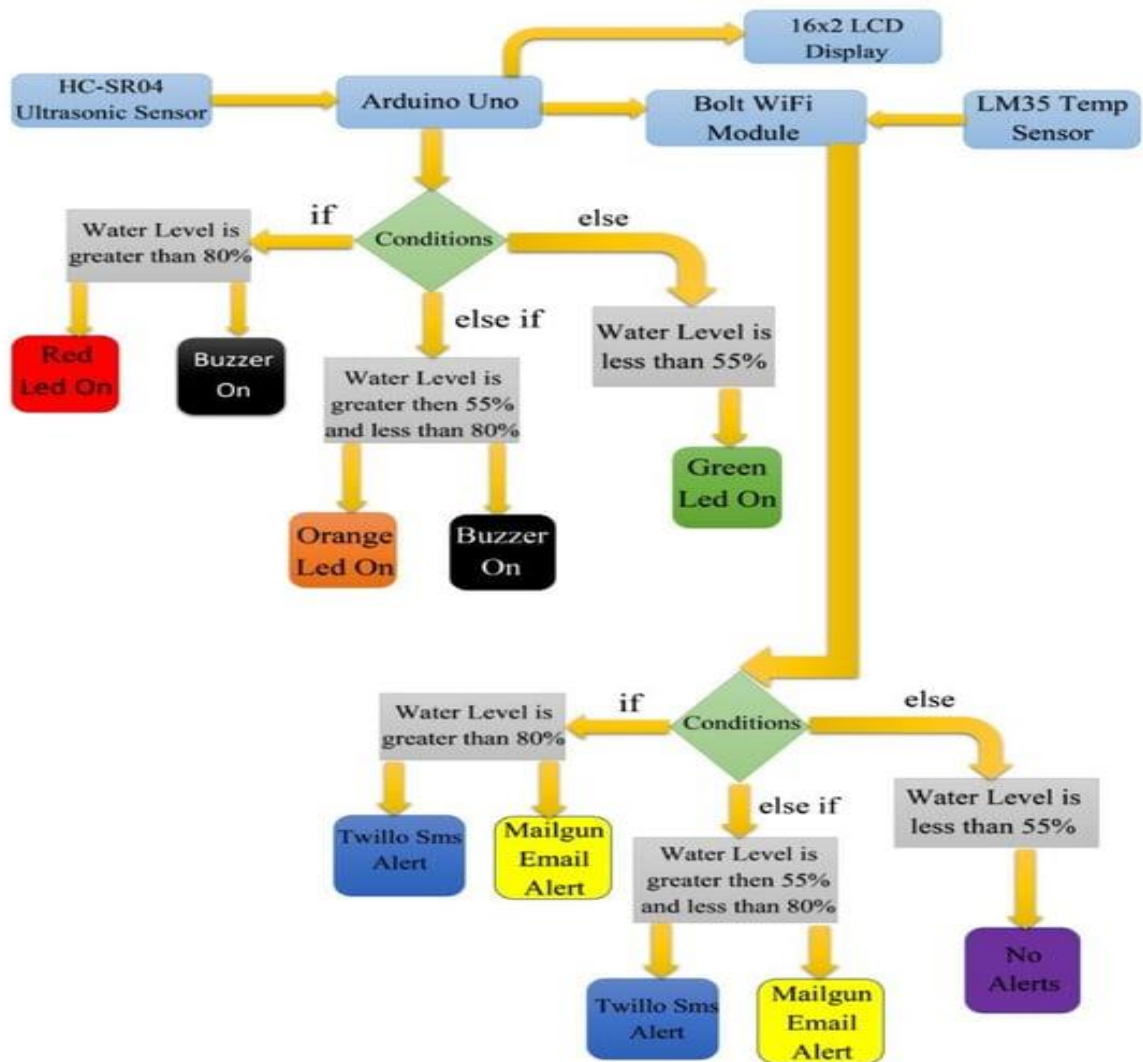 16x2 LCD
Display
HC-SR04
Ultrasonic Sensor
Arduino Uno
Bolt WiFi
Module
LM35 Temp
Sensor
if
Conditions
else
Water Level is
greater than 80%
else if
Water Level is
less than 55%
Red
Led On
Buzzer
On
Water Level is
greater then 55%
and less than 80%
Green
Led On
Orange
Led On
Buzzer
On
Water Level is
greater than 80%
if
Conditions
else
else if
Water Level is
less than 55%
Twillo Sms
Alert
Mailgun
Email
Alert
Water Level is
greater then 55%
and less than 80%
No
Alerts
Twillo Sms
Alert
Mailgun
Email
Alert